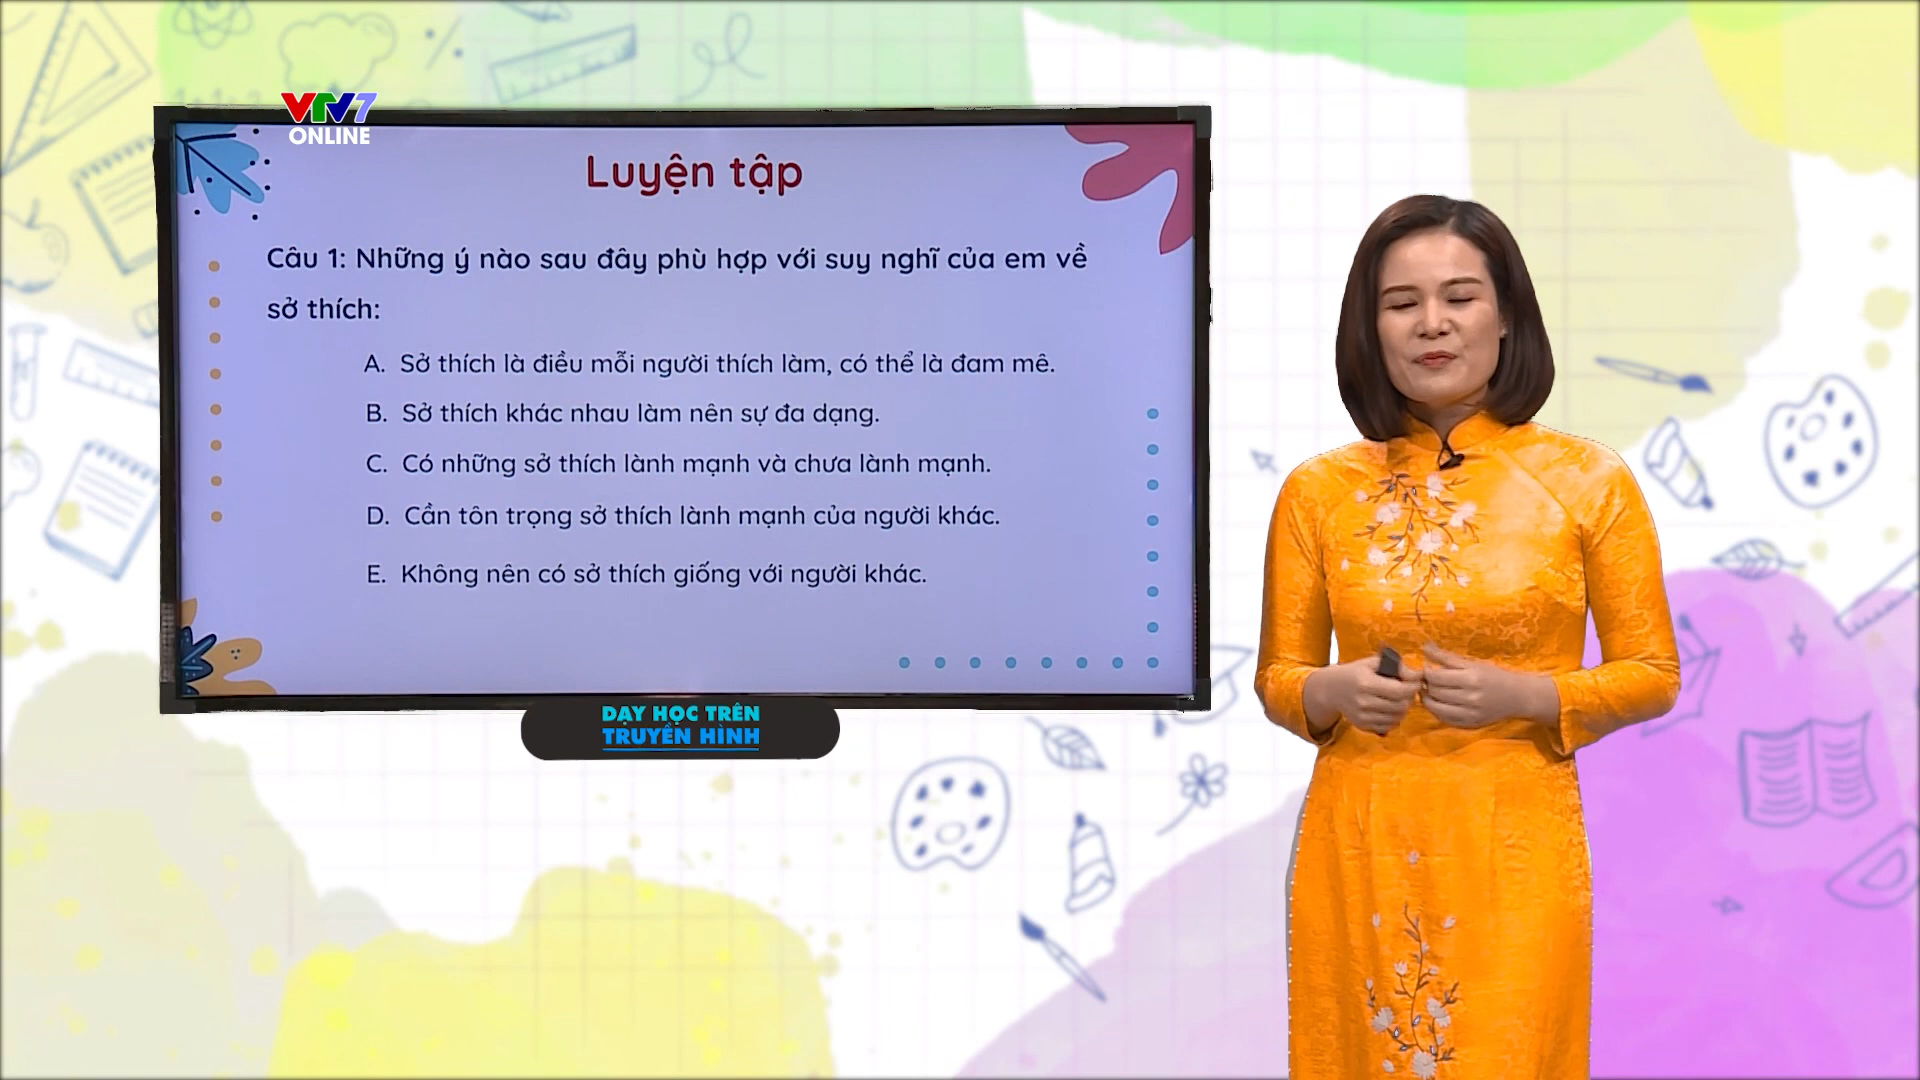 VTV7
ONLINE
Luyện tập
Câu 1: Những ý nào sau đây phù hợp với suy nghĩ của em về
sở thích:
A. Sở thích là điều mỗi người thích làm, có thể là đam mê.
B. Sở thích khác nhau làm nên sự đa dạng.
C. Có những sở thích lành mạnh và chưa lành mạnh.
D. Cần tôn trọng sở thích lành mạnh của người khác.
E. Không nên có sở thích giống với người khác.
DẠY HỌC TRÊN
TRUYỀN HÌNH